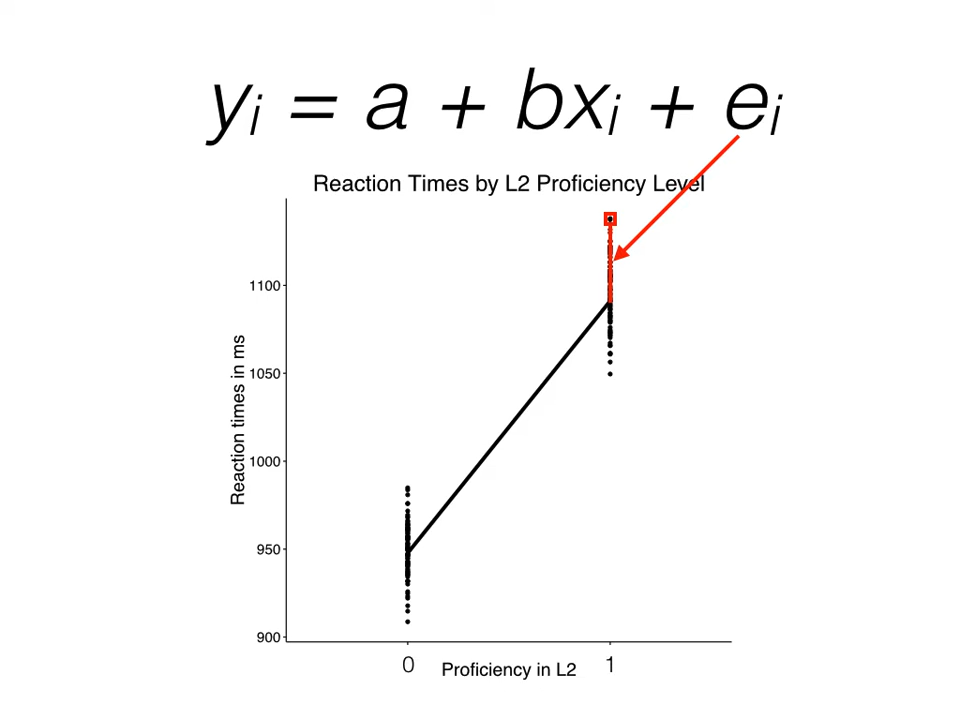 yi = a + bxi + ei
Reaction Times by L2 Proficiency Level
Reaction times in ms
1100
1050
1000
950
900
0
1
Proficiency in L2